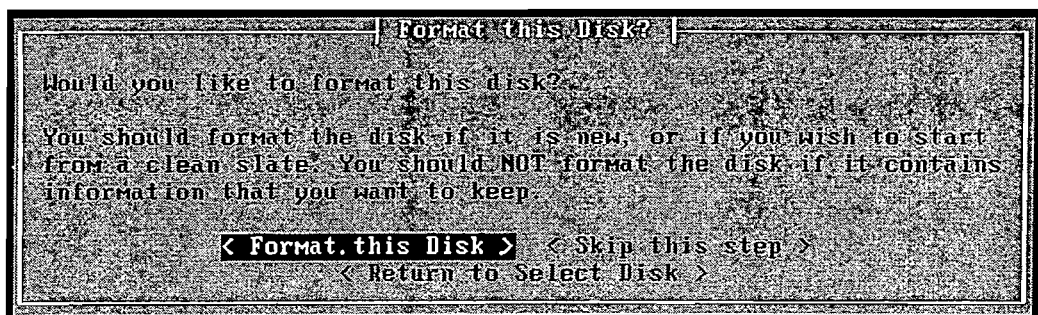 Format this Disk?
Would you like to format this disk?
You should format the disk if it is new, or if you wish to start
from a clean slate. You should NOT format the disk if it contains
information that you want to keep.
< Format this Disk > < Skip this step >
< Return to Select Disk >